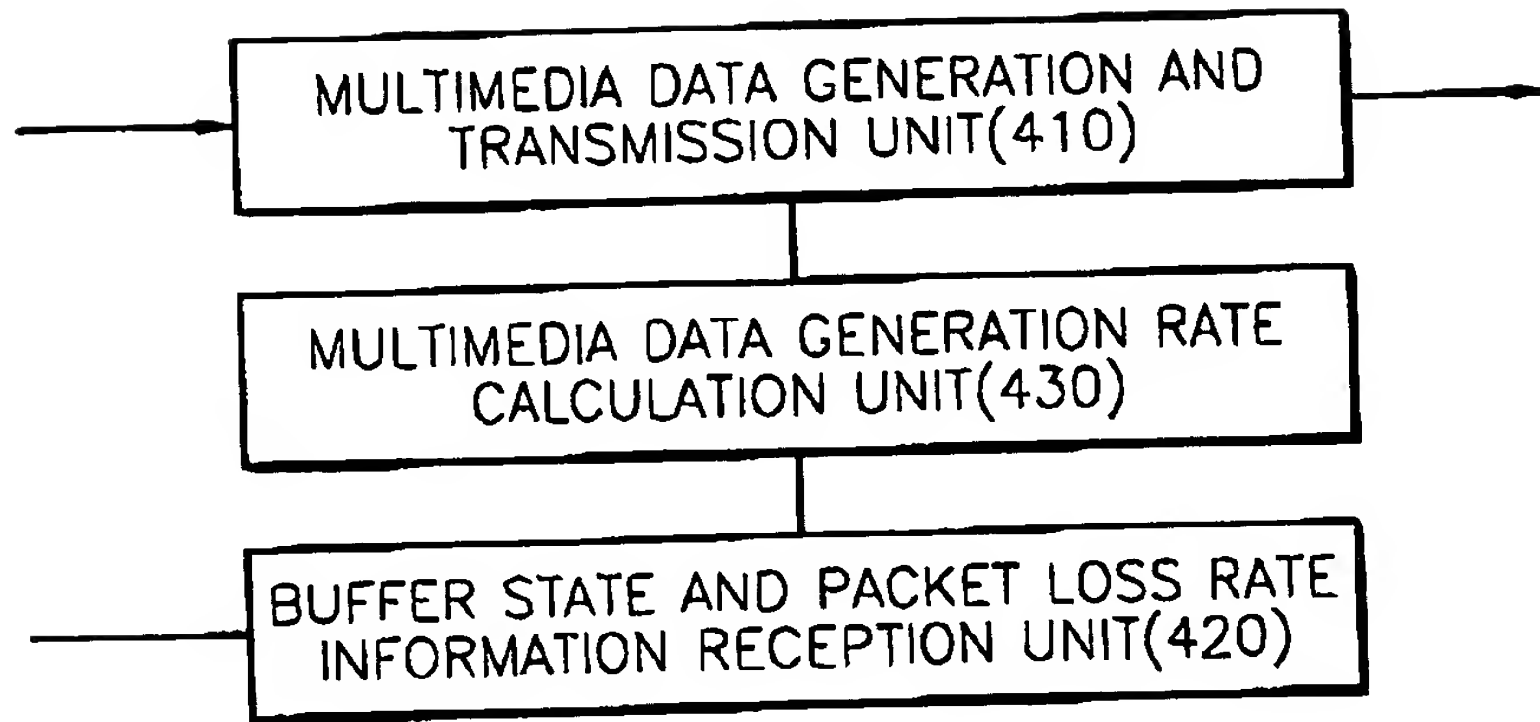 MULTIMEDIA DATA GENERATION AND
TRANSMISSION UNIT(410)
MULTIMEDIA DATA GENERATION RATE
CALCULATION UNIT(430)
BUFFER STATE AND PACKET LOSS RATE
INFORMATION RECEPTION UNIT(420)